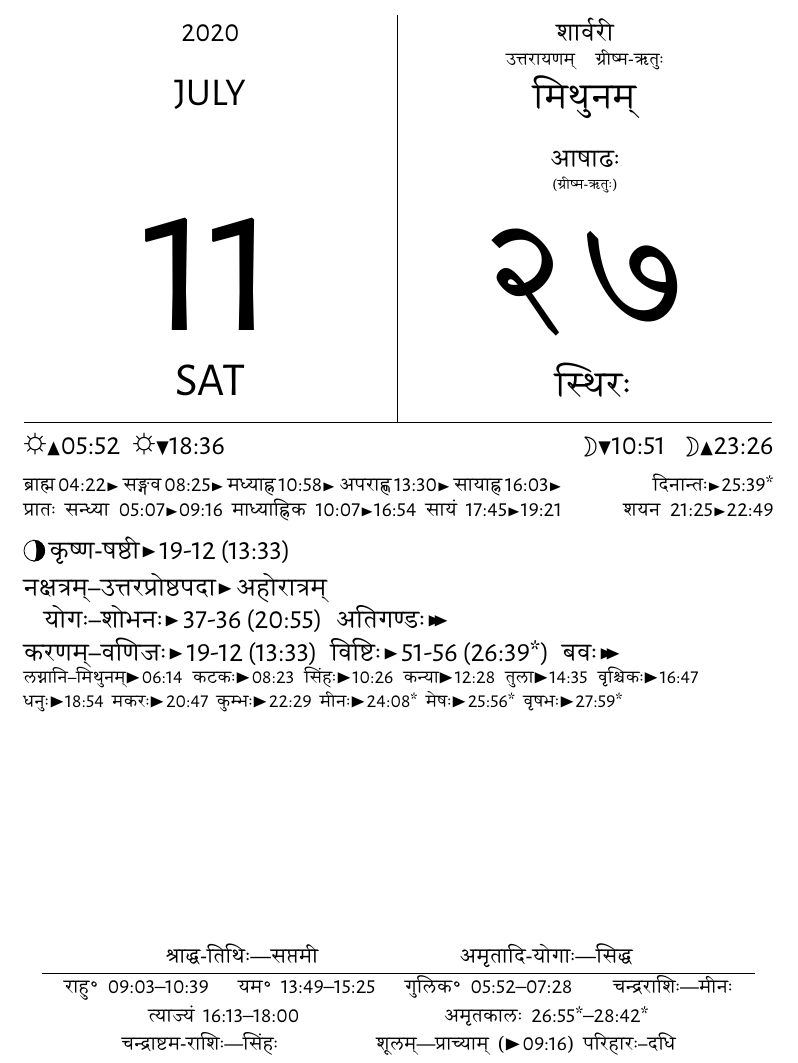 2020
JULY
11
SAT
शार्वरी
उत्तरायणम् ग्रीष्म-ऋतुः
मिथुनम्
आषाढः
(ग्रीष्म-ऋतुः)
२७
स्थिरः
☼▲05:52 ☼▼18:36 ☽▼10:51 ☽▲23:26
ब्राह्म 04:22► सङ्गव 08:25► मध्याह्न 10:58► अपराह्ण 13:30► सायाह्न 16:03► दिनान्तः►25:39*
प्रातः सन्ध्या 05:07►09:16 माध्याह्निक 10:07►16:54 सायं 17:45►19:21 शयन 21:25►22:49
कृष्ण-षष्ठी►19-12 (13:33)
नक्षत्रम्–उत्तरप्रोष्ठपदा► अहोरात्रम्
योगः–शोभनः►37-36 (20:55) अतिगण्डः►►
करणम्–वणिजः►19-12 (13:33) विष्टिः►51-56 (26:39*) बवः►►
लग्नानि–मिथुनम्►06:14 कटकः►08:23 सिंहः►10:26 कन्या►12:28 तुला►14:35 वृश्चिकः►16:47
धनुः►18:54 मकरः►20:47 कुम्भः►22:29 मीनः►24:08* मेषः►25:56* वृषभः►27:59*
श्राद्ध-तिथिः—सप्तमी अमृतादि-योगाः—सिद्ध
राहु° 09:03–10:39 यम° 13:49–15:25 गुलिक° 05:52–07:28 चन्द्रराशिः—मीनः
त्याज्यं 16:13–18:00 अमृतकालः 26:55*–28:42*
चन्द्राष्टम-राशिः—सिंहः शूलम्—प्राच्याम् (►09:16) परिहारः–दधि